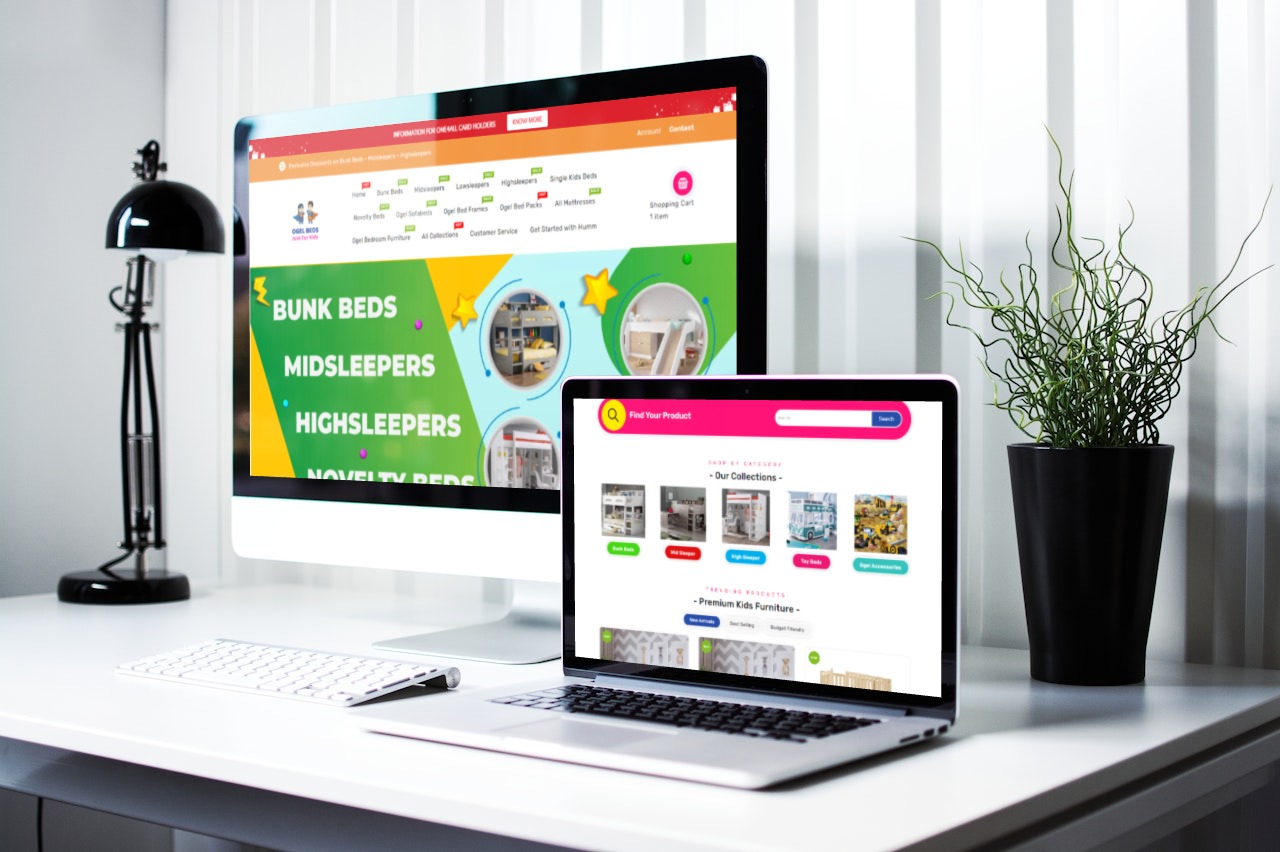 INFORMATION FOR ONE4ALL CARD HOLDERS KNOW MORE
Exclusive Discounts on Bunk Beds - Midsleepers - Highsleepers Account Contact
Home Bunk Beds Midsleepers Lowsleepers Highsleepers Single Kids Beds
Novelty Beds Ogel Sofabeds Ogel Bed Frames Ogel Bed Packs All Mattresses
Ogel Bedroom Furniture All Collections Customer Service Get Started with Humm
OGEL BEDS
Just For Kids
Shopping Cart
1 item
BUNK BEDS
MIDSLEEPERS
HIGHSLEEPERS
NOVELTY BEDS
Find Your Product Search
SHOP BY CATEGORY
- Our Collections -
Bunk Beds Mid Sleeper High Sleeper Toy Beds Ogel Accessories
TRENDING PRODUCTS
- Premium Kids Furniture -
New Arrivals Best Selling Budget Friendly